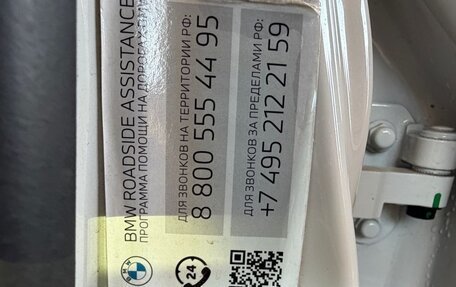 BMW ROADSIDE ASSISTANCE
ПРОГРАММА ПОМОЩИ НА ДОРОГАХ
ДЛЯ ЗВОНКОВ НА ТЕРРИТОРИИ РФ:
8 800 555 44 95
ДЛЯ ЗВОНКОВ ЗА ПРЕДЕЛАМИ РФ:
+7 495 212 21 59
24